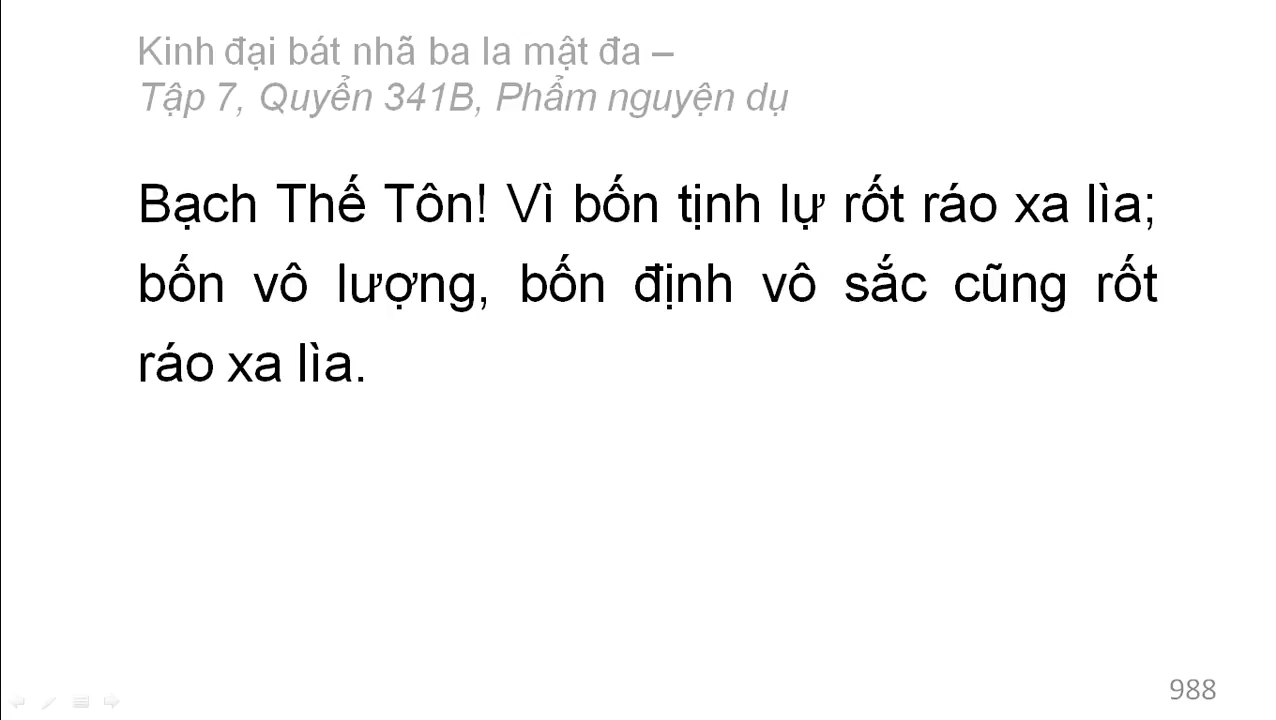 Kinh đại bát nhã ba la mật đa –
Tập 7, Quyển 341B, Phẩm nguyện dụ
Bạch Thế Tôn! Vì bốn tịnh lự rốt ráo xa lìa;
bốn vô lượng, bốn định vô sắc cũng rốt
ráo xa lìa.
988